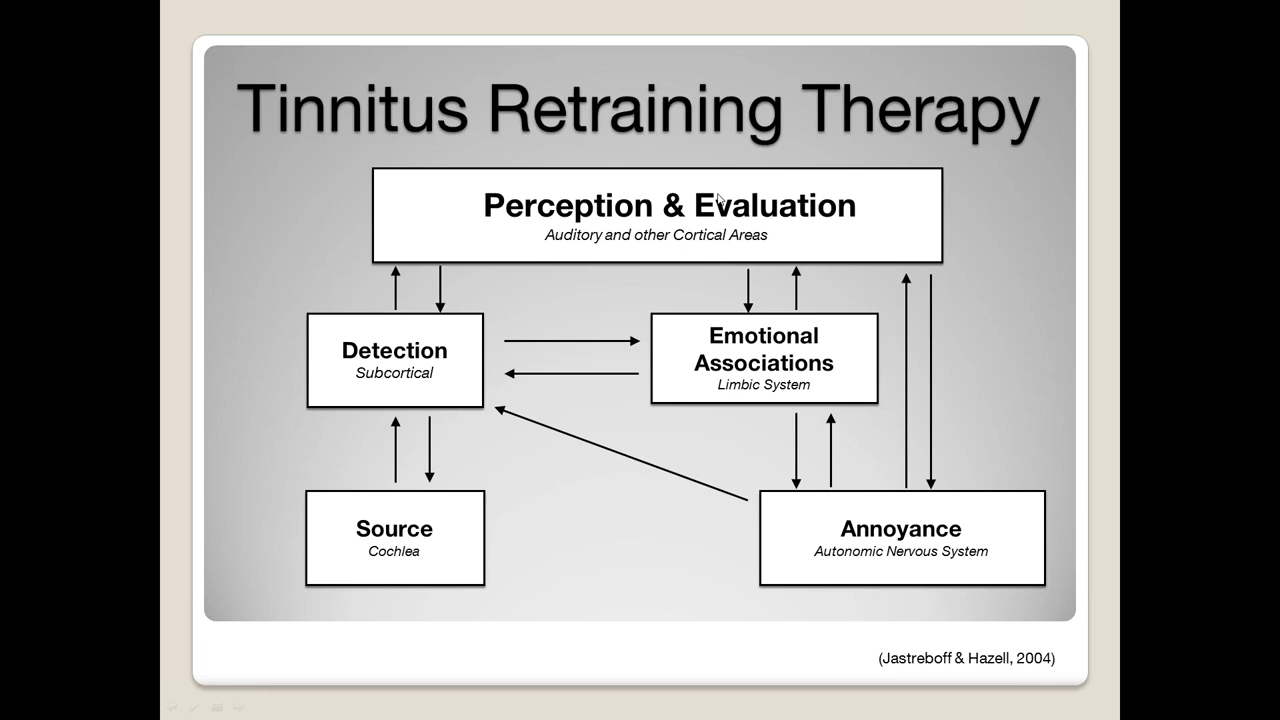 Tinnitus Retraining Therapy
Perception & Evaluation
Auditory and other Cortical Areas
Detection
Subcortical
Emotional
Associations
Limbic System
Source
Cochlea
Annoyance
Autonomic Nervous System
(Jastreboff & Hazell, 2004)